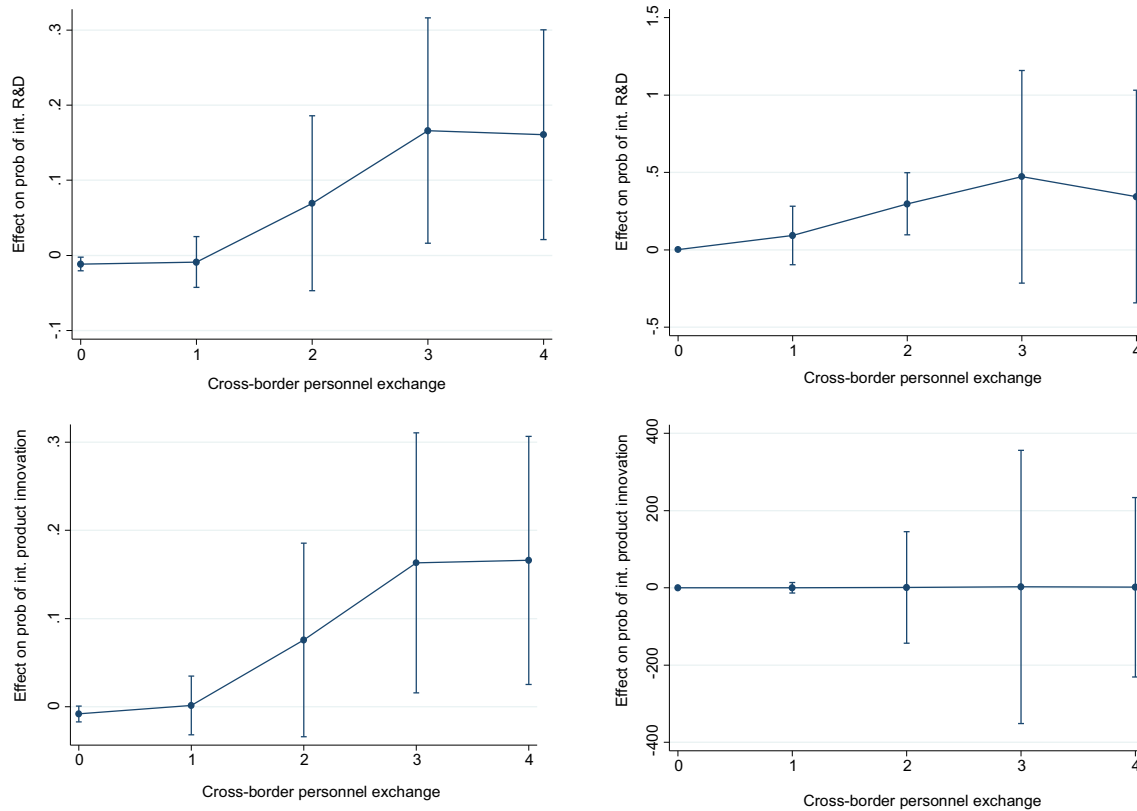 Effect on prob of int. R&D
.3
.2
.1
0
-.1
0 1 2 3 4
Cross-border personnel exchange
Effect on prob of int. R&D
1.5
1
.5
0
-.5
0 1 2 3 4
Cross-border personnel exchange
Effect on prob of int. product innovation
.3
.2
.1
0
0 1 2 3 4
Cross-border personnel exchange
Effect on prob of int. product innovation
400
200
0
-200
-400
0 1 2 3 4
Cross-border personnel exchange